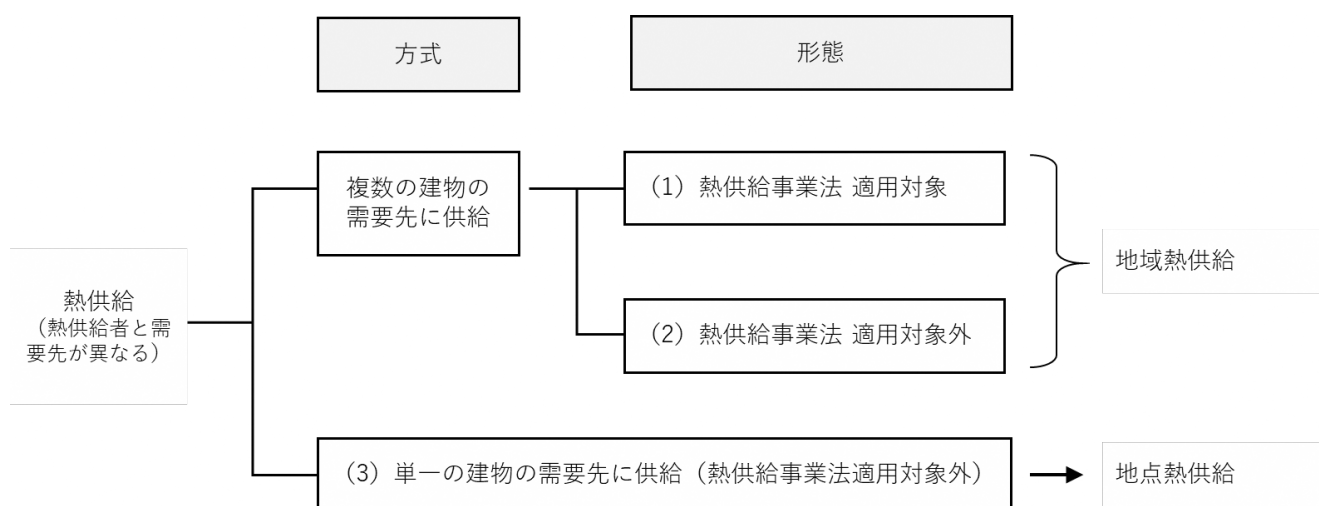 方式
形態
複数の建物の
需要先に供給
(1) 熱供給事業法 適用対象
(2) 熱供給事業法 適用対象外
地域熱供給
熱供給
（熱供給者と需
要先が異なる）
(3) 単一の建物の需要先に供給（熱供給事業法適用対象外）
地点熱供給